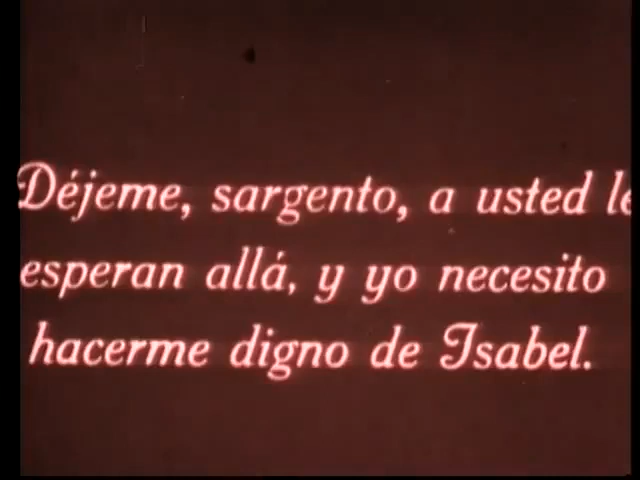 Déjeme, sargento, a usted le
esperan allá, y yo necesito
hacerme digno de Isabel.